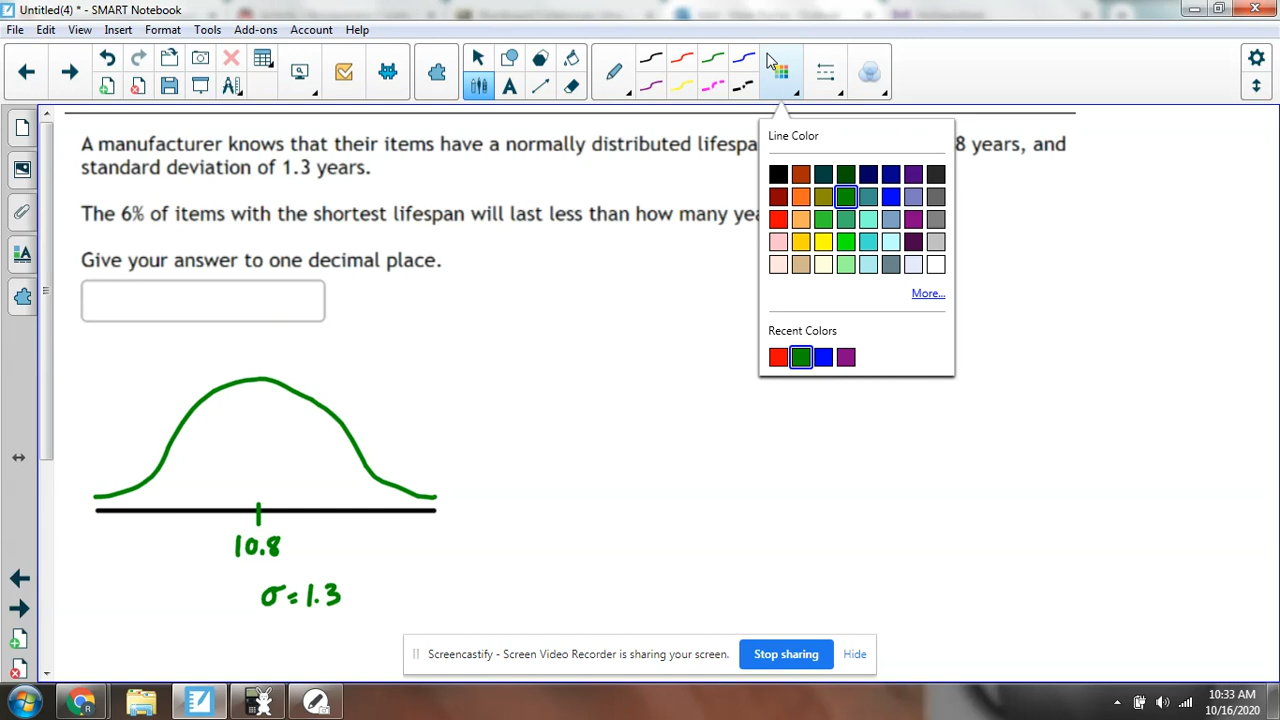 Untitled(4) * - SMART Notebook
File Edit View Insert Format Tools Add-ons Account Help
A
A manufacturer knows that their items have a normally distributed lifespa 8 years, and
standard deviation of 1.3 years.
The 6% of items with the shortest lifespan will last less than how many yea
Give your answer to one decimal place.
Line Color
More...
Recent Colors
10.8
σ=1.3
Screencastify - Screen Video Recorder is sharing your screen. Stop sharing Hide
10:33 AM
10/16/2020